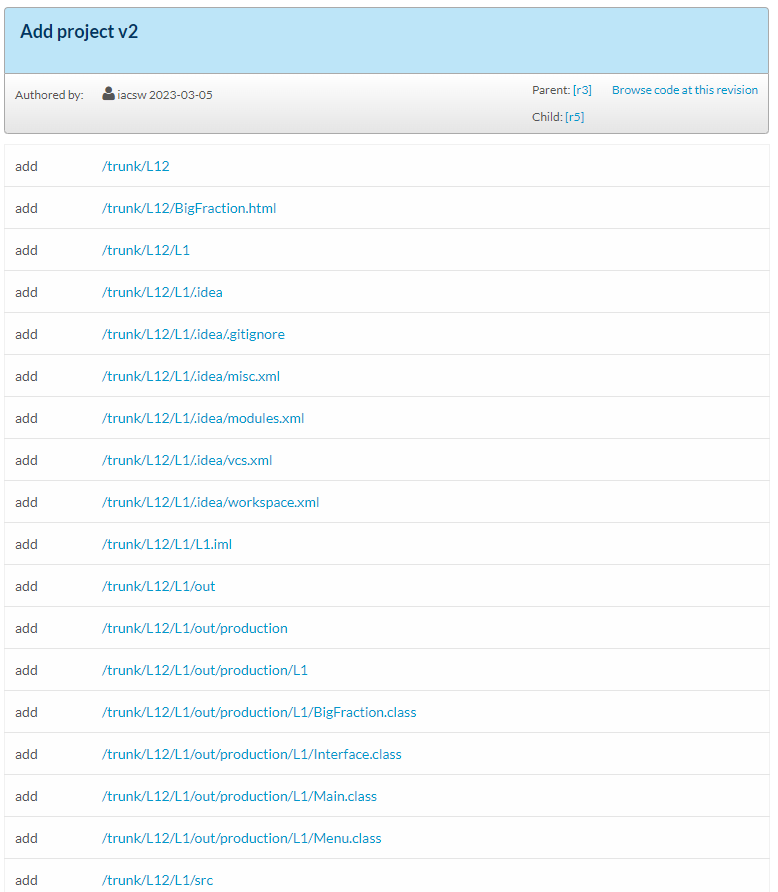 Add project v2
Authored by: iacsw 2023-03-05 Parent: [r3] Browse code at this revision
Child: [r5]
add /trunk/L12
add /trunk/L12/BigFraction.html
add /trunk/L12/L1
add /trunk/L12/L1/.idea
add /trunk/L12/L1/.idea/.gitignore
add /trunk/L12/L1/.idea/misc.xml
add /trunk/L12/L1/.idea/modules.xml
add /trunk/L12/L1/.idea/vcs.xml
add /trunk/L12/L1/.idea/workspace.xml
add /trunk/L12/L1/L1.iml
add /trunk/L12/L1/out
add /trunk/L12/L1/out/production
add /trunk/L12/L1/out/production/L1
add /trunk/L12/L1/out/production/L1/BigFraction.class
add /trunk/L12/L1/out/production/L1/Interface.class
add /trunk/L12/L1/out/production/L1/Main.class
add /trunk/L12/L1/out/production/L1/Menu.class
add /trunk/L12/L1/src